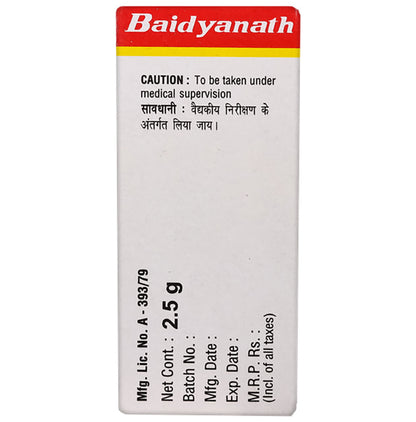 Baidyanath
CAUTION : To be taken under
medical supervision
सावधानी : वैद्यकीय निरीक्षण के
अंतर्गत लिया जाय।
Mfg. Lic. No. A - 393/79
Net Cont. : 2.5 g
Batch No. :
Mfg. Date :
Exp. Date :
M.R.P. Rs. :
(Incl. of all taxes)